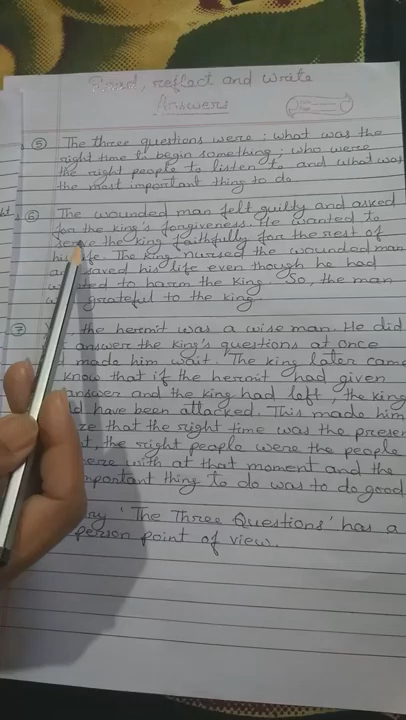 Read, reflect and write
Answers
⑤ The three questions were: what was the
right time to begin something; who were
the right people to listen to and what was
the most important thing to do
⑥ The wounded man felt guilty and asked
for the king's forgiveness. He wanted to
serve the king faithfully for the rest of
his life. The king nursed the wounded man
and saved his life even though he had
to harm the king. So, the man
grateful to the king.
⑦ the hermit was a wise man. He did
answer the king's questions at once
made him wait. The king later came
know that if the hermit had given
answer and the king had left, the king
have been attacked. This made him
that the right time was the
the right people were the people
with at that moment and the
thing to do was to do good
'The Three Questions' has a
person point of view.